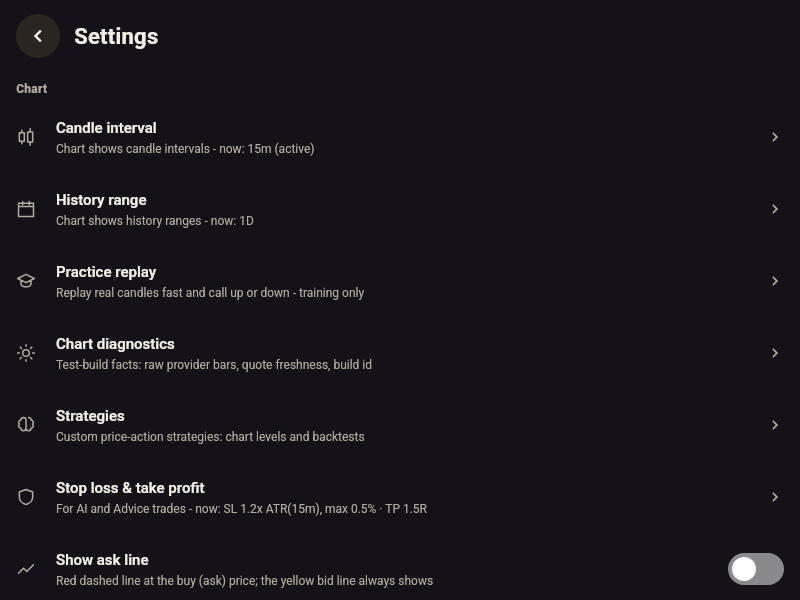 Settings
Chart
Candle interval
Chart shows candle intervals - now: 15m (active)
History range
Chart shows history ranges - now: 1D
Practice replay
Replay real candles fast and call up or down - training only
Chart diagnostics
Test-build facts: raw provider bars, quote freshness, build id
Strategies
Custom price-action strategies: chart levels and backtests
Stop loss & take profit
For AI and Advice trades - now: SL 1.2x ATR(15m), max 0.5% · TP 1.5R
Show ask line
Red dashed line at the buy (ask) price; the yellow bid line always shows